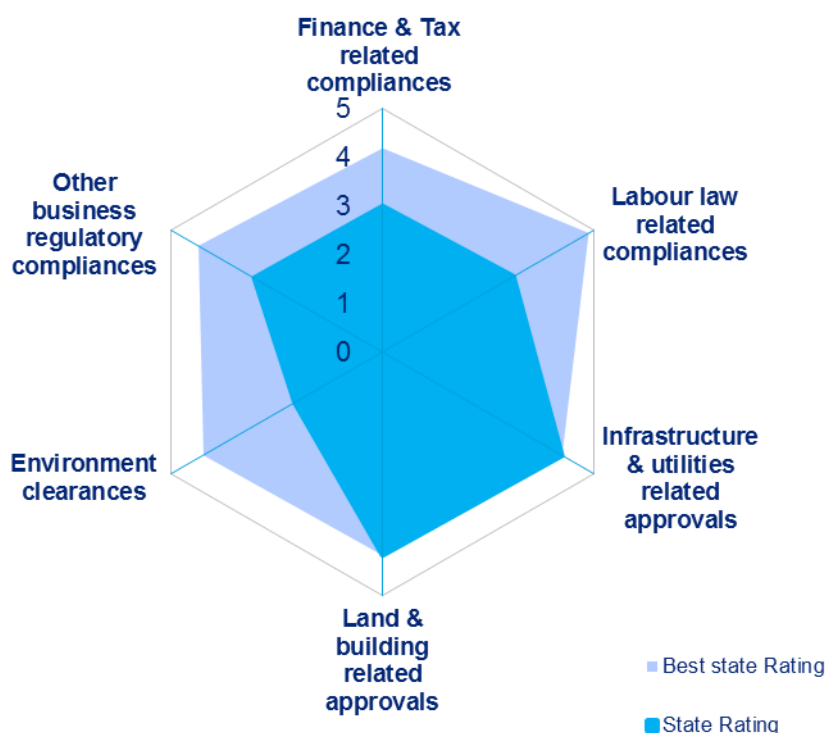 Finance & Tax
related
compliances
5
4
3
2
1
0
Labour law
related
compliances
Infrastructure
& utilities
related
approvals
Land &
building
related
approvals
Environment
clearances
Other
business
regulatory
compliances
Best state Rating
State Rating